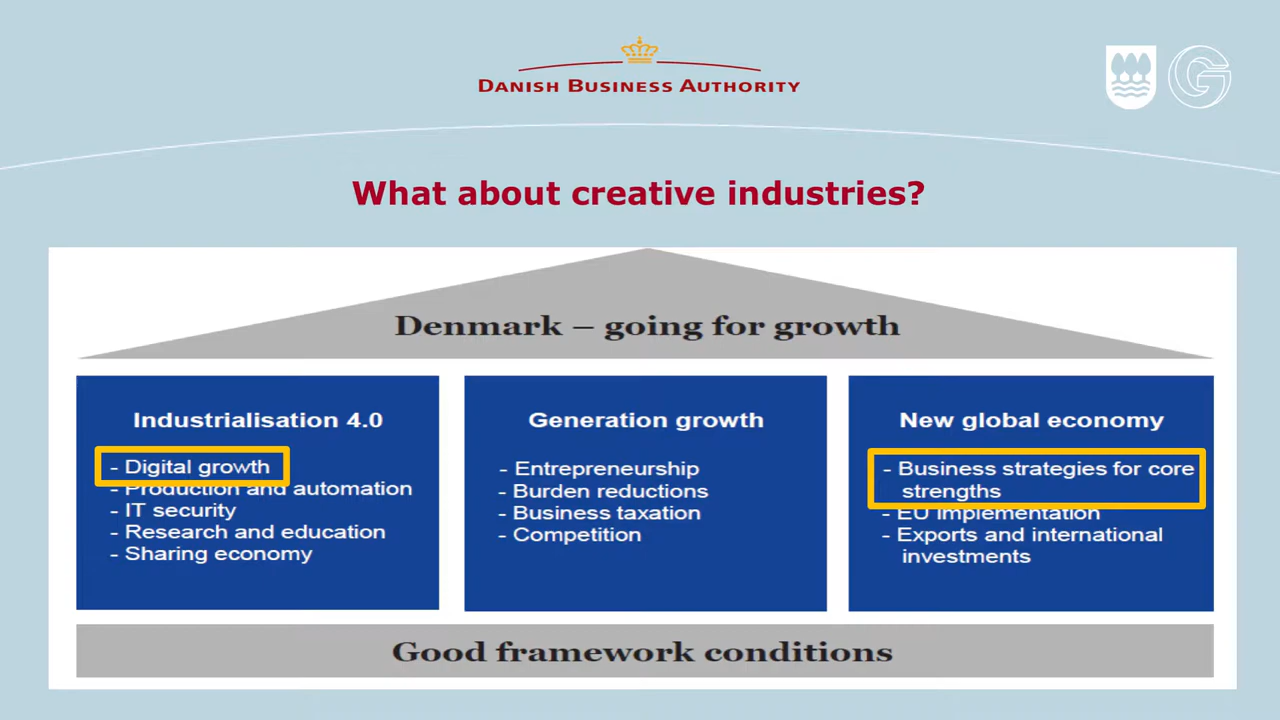 DANISH BUSINESS AUTHORITY
What about creative industries?
Denmark – going for growth
Industrialisation 4.0
- Digital growth
- Production and automation
- IT security
- Research and education
- Sharing economy
Generation growth
- Entrepreneurship
- Burden reductions
- Business taxation
- Competition
New global economy
- Business strategies for core
strengths
- EU implementation
- Exports and international
investments
Good framework conditions